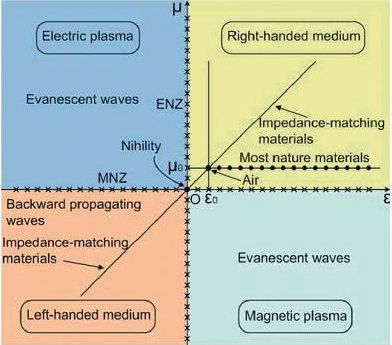 μ
Electric plasma
Right-handed medium
Evanescent waves
ENZ
Impedance-matching
materials
Nihility
Most nature materials
μ0
MNZ
Air
O
ε0
ε
Backward propagating
waves
Impedance-matching
materials
Evanescent waves
Left-handed medium
Magnetic plasma